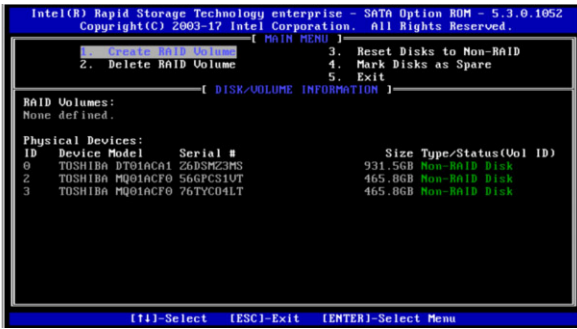 Intel(R) Rapid Storage Technology enterprise - SATA Option ROM - 5.3.0.1052
Copyright(C) 2003-17 Intel Corporation.  All Rights Reserved.
[ MAIN MENU ]
1.  Create RAID Volume    3.  Reset Disks to Non-RAID
2.  Delete RAID Volume    4.  Mark Disks as Spare
5.  Exit
[ DISK/VOLUME INFORMATION ]
RAID Volumes:
None defined.
Physical Devices:
ID  Device Model  Serial #  Size  Type/Status(Vol ID)
0  TOSHIBA DT01ACA1  Z6DSMZ3MS  931.5GB  Non-RAID Disk
2  TOSHIBA MQ01ACF0  56GPCS1VT  465.8GB  Non-RAID Disk
3  TOSHIBA MQ01ACF0  76TYC04LT  465.8GB  Non-RAID Disk
[↑↓]-Select  [ESC]-Exit  [ENTER]-Select Menu